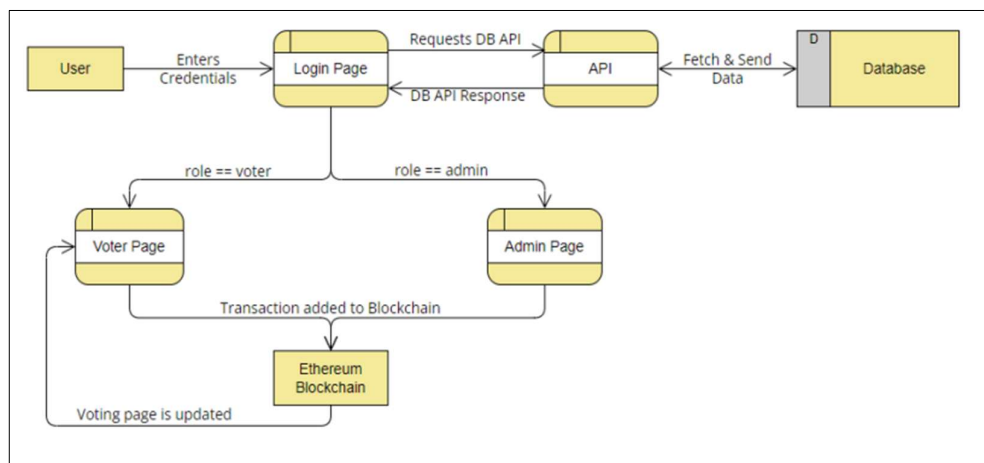 User
Enters
Credentials
Login Page
Requests DB API
DB API Response
API
Fetch & Send
Data
D
Database
role == voter
role == admin
Voter Page
Admin Page
Transaction added to Blockchain
Ethereum
Blockchain
Voting page is updated